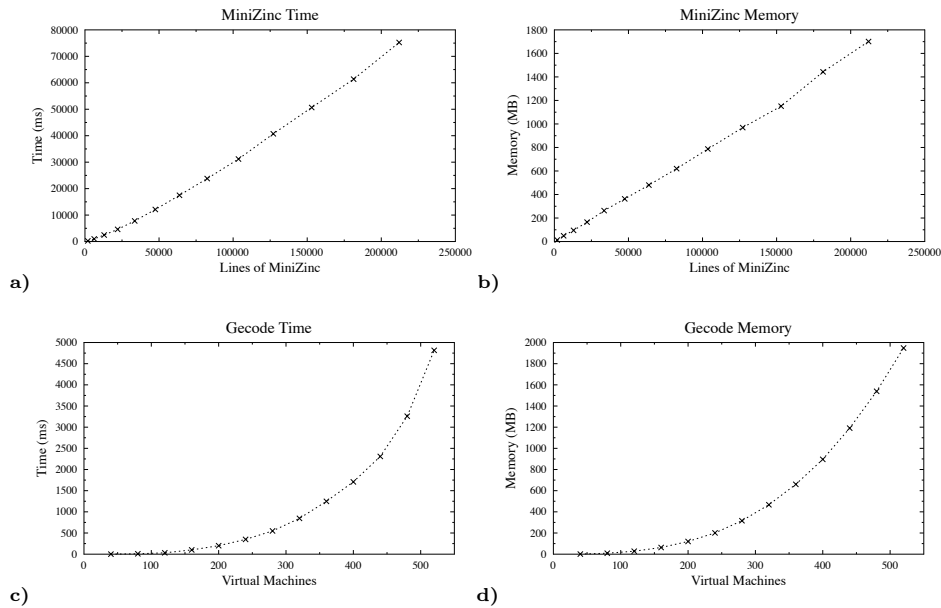 MiniZinc Time
80000
70000
60000
50000
40000
30000
20000
10000
0
Time (ms)
0 50000 100000 150000 200000 250000
Lines of MiniZinc
a)
MiniZinc Memory
1800
1600
1400
1200
1000
800
600
400
200
0
Memory (MB)
0 50000 100000 150000 200000 250000
Lines of MiniZinc
b)
Gecode Time
5000
4500
4000
3500
3000
2500
2000
1500
1000
500
0
Time (ms)
0 100 200 300 400 500
Virtual Machines
c)
Gecode Memory
2000
1800
1600
1400
1200
1000
800
600
400
200
0
Memory (MB)
0 100 200 300 400 500
Virtual Machines
d)